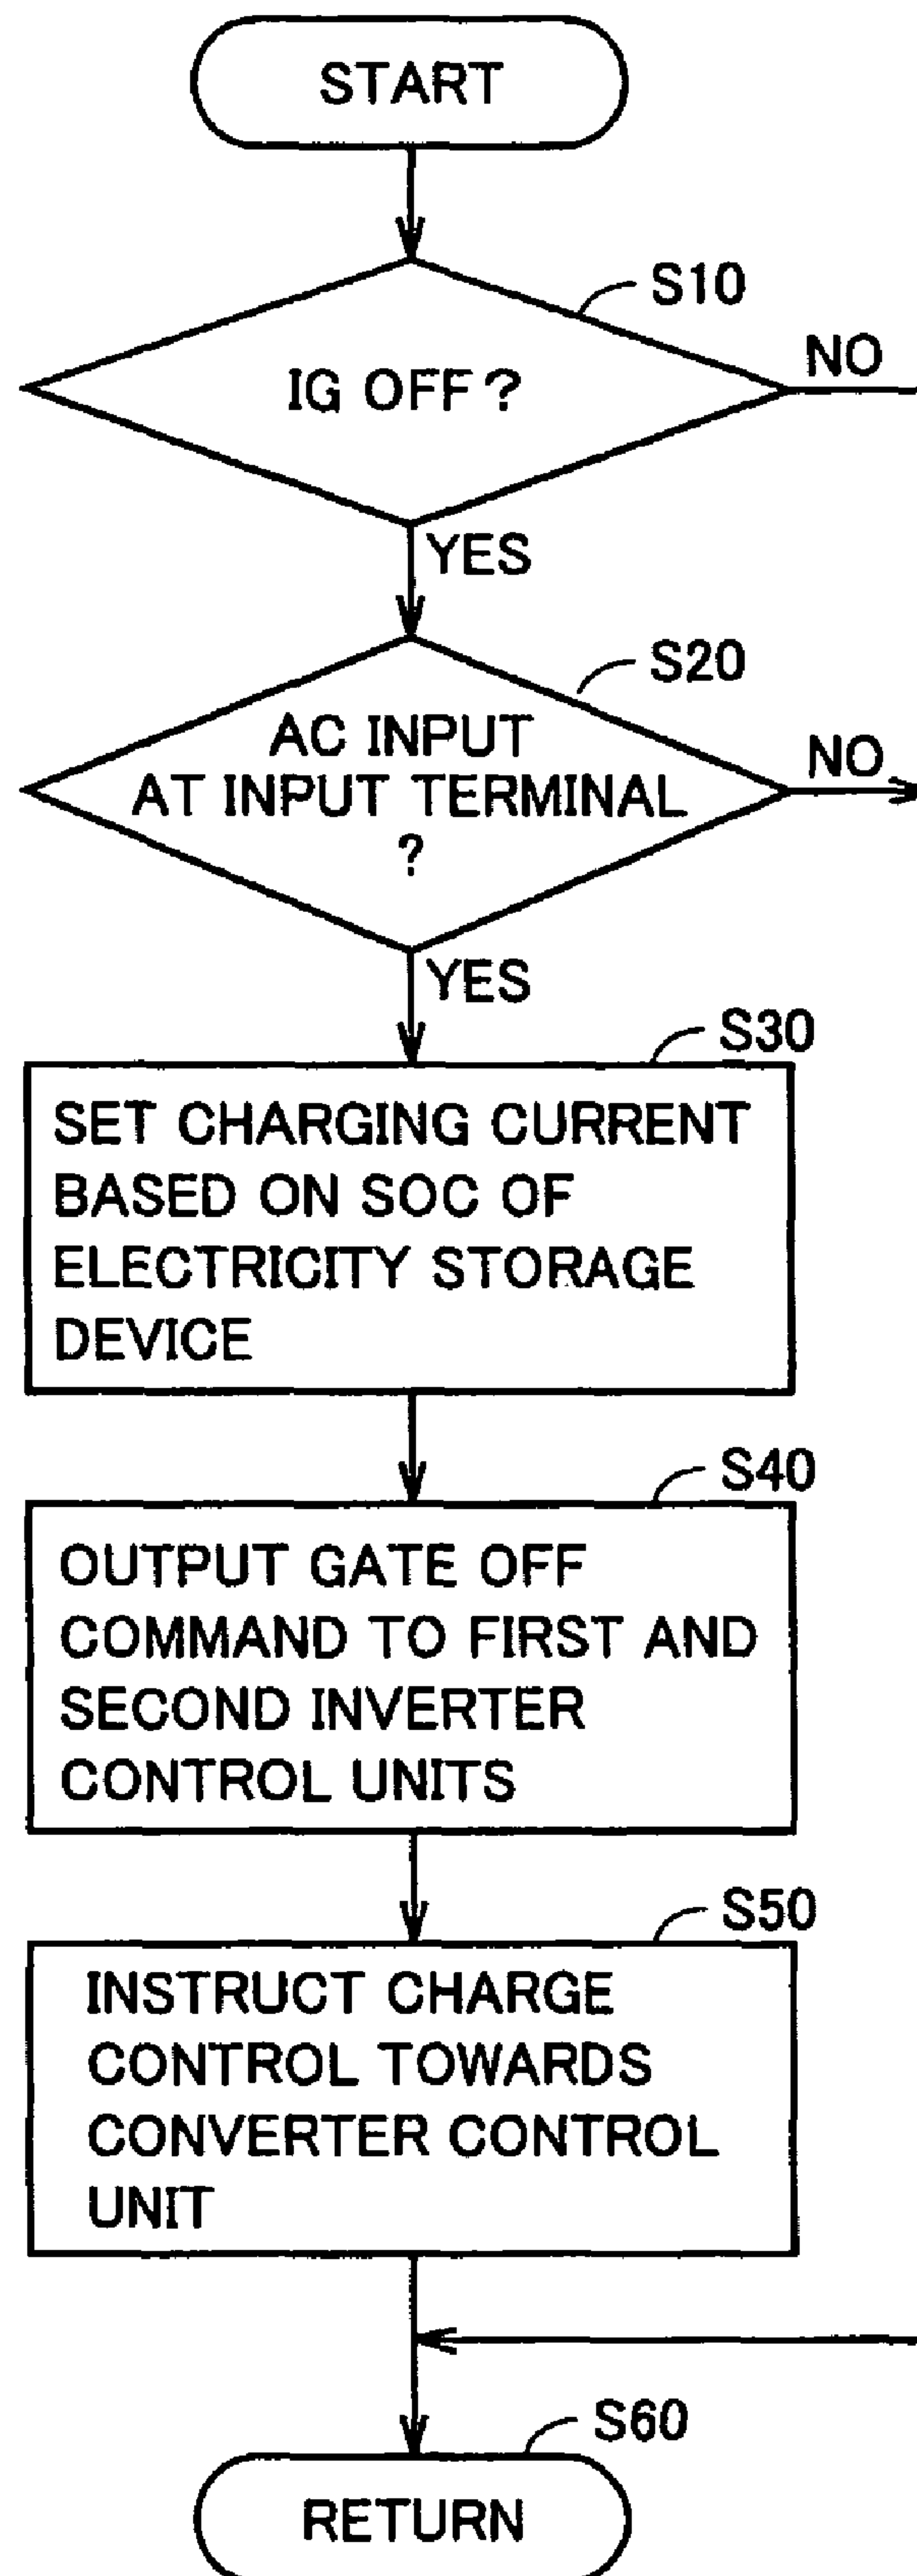 START
S10
IG OFF?
NO
YES
S20
AC INPUT
AT INPUT TERMINAL
?
NO
YES
S30
SET CHARGING CURRENT
BASED ON SOC OF
ELECTRICITY STORAGE
DEVICE
S40
OUTPUT GATE OFF
COMMAND TO FIRST AND
SECOND INVERTER
CONTROL UNITS
S50
INSTRUCT CHARGE
CONTROL TOWARDS
CONVERTER CONTROL
UNIT
S60
RETURN